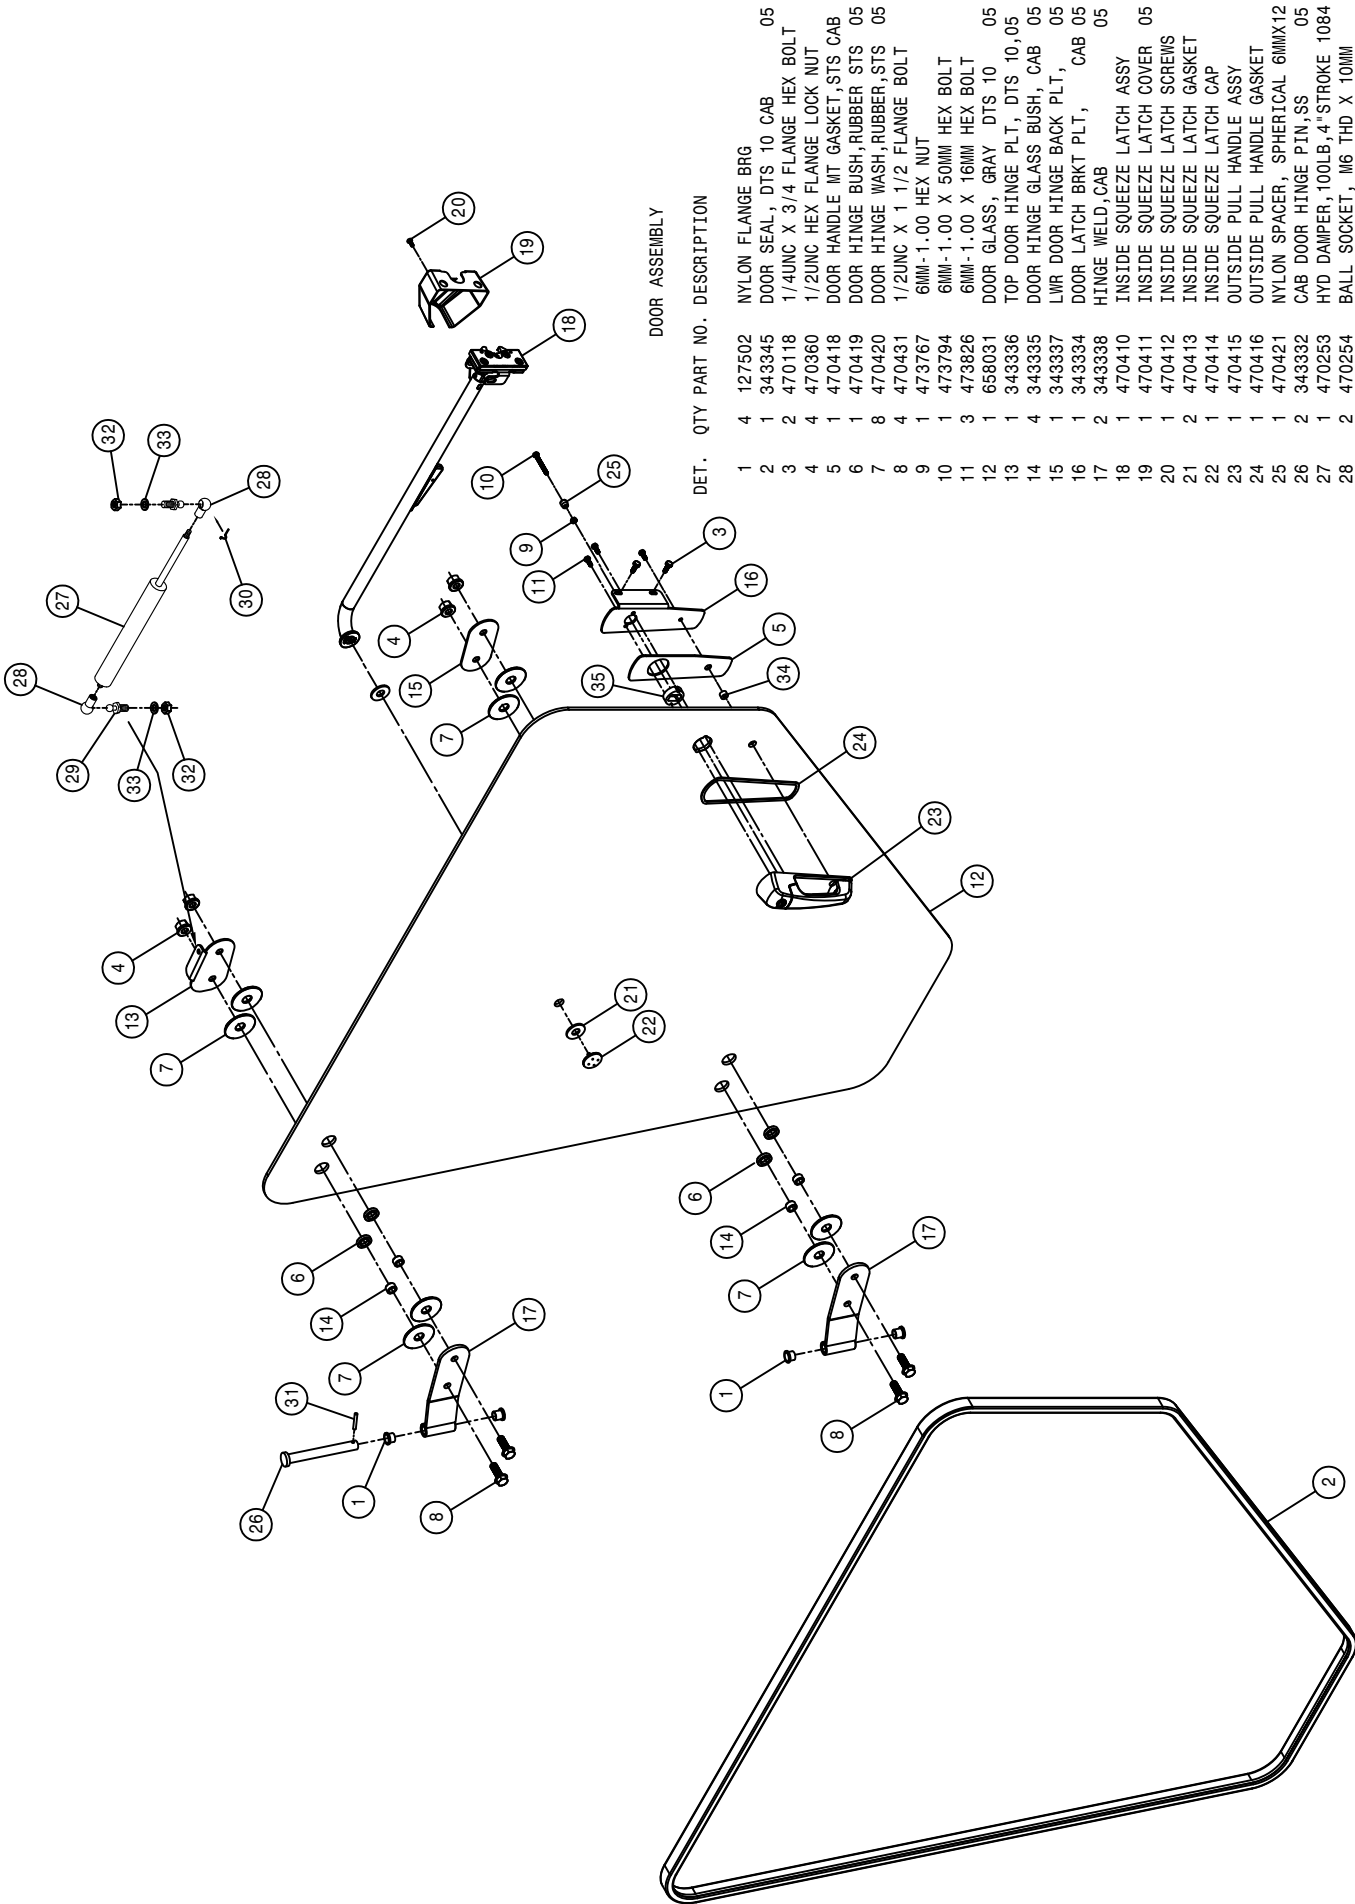 28
27
29
32
4
33
13
33
7
32
30
26
28
31
6
14
7
1
4
15
8
7
20
10
19
9
17
11
18
35
25
21
22
6
3
1
14
7
16
5
34
8
24
17
23
12
2
DOOR ASSEMBLY
DET. QTY PART NO. DESCRIPTION
1 4 127502 NYLON FLANGE BRG
2 1 343345 DOOR SEAL, DTS 10 CAB 05
3 2 470118 1/4UNC X 3/4 FLANGE HEX BOLT
4 4 470360 1/2UNC HEX FLANGE LOCK NUT
5 1 470418 DOOR HANDLE MT GASKET,STS CAB
6 1 470419 DOOR HINGE BUSH,RUBBER STS 05
7 8 470420 DOOR HINGE WASH,RUBBER,STS 05
8 4 470431 1/2UNC X 1 1/2 FLANGE BOLT
9 1 473767 6MM-1.00 HEX NUT
10 1 473794 6MM-1.00 X 50MM HEX BOLT
11 3 473826 6MM-1.00 X 16MM HEX BOLT
12 1 658031 DOOR GLASS, GRAY DTS 10 05
13 1 343336 TOP DOOR HINGE PLT, DTS 10,05
14 4 343335 DOOR HINGE GLASS BUSH, CAB 05
15 1 343337 LWR DOOR HINGE BACK PLT, 05
16 1 343334 DOOR LATCH BRKT PLT, CAB 05
17 2 343338 HINGE WELD,CAB 05
18 1 470410 INSIDE SQUEEZE LATCH ASSY
19 1 470411 INSIDE SQUEEZE LATCH COVER 05
20 1 470412 INSIDE SQUEEZE LATCH SCREWS
21 2 470413 INSIDE SQUEEZE LATCH GASKET
22 1 470414 INSIDE SQUEEZE LATCH CAP
23 1 470415 OUTSIDE PULL HANDLE ASSY
24 1 470416 OUTSIDE PULL HANDLE GASKET
25 1 470421 NYLON SPACER, SPHERICAL 6MMX12
26 2 343332 CAB DOOR HINGE PIN,SS 05
27 1 470253 HYD DAMPER,100LB,4"STROKE 1084
28 2 470254 BALL SOCKET, M6 THD X 10MM